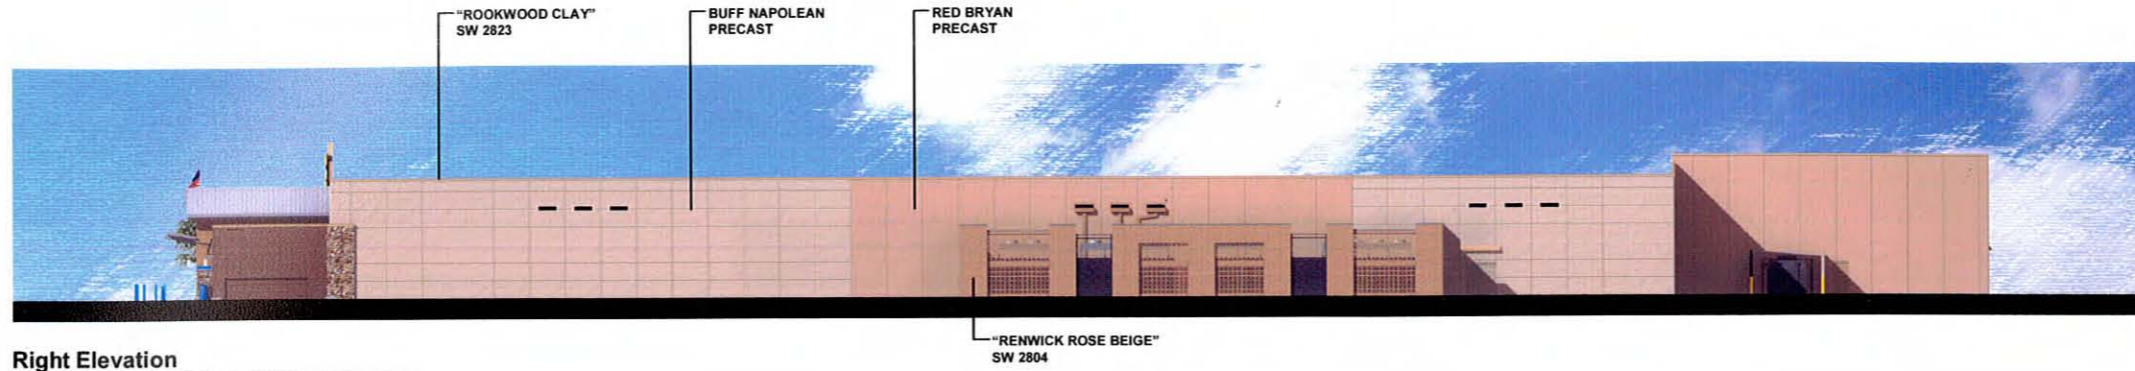 “ROOKWOOD CLAY”
SW 2823
BUFF NAPOLEAN
PRECAST
RED BRYAN
PRECAST
“RENWICK ROSE BEIGE”
SW 2804
Right Elevation